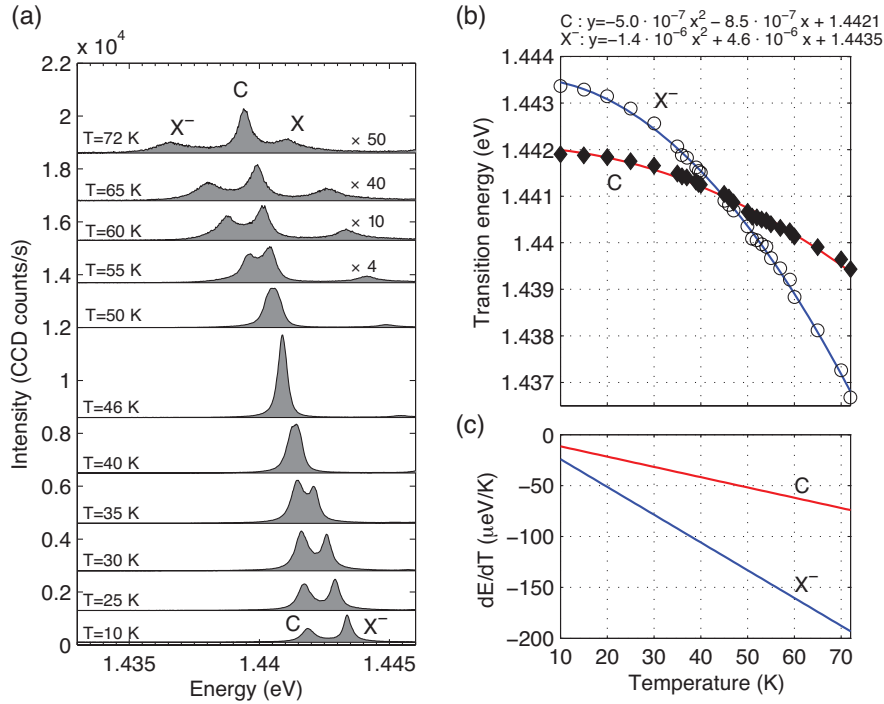 (a)
× 10⁴
2.2
2
1.8
1.6
1.4
1.2
1
0.8
0.6
0.4
0.2
0
Intensity (CCD counts/s)
X⁻
C
X
T=72 K
× 50
T=65 K
× 40
T=60 K
× 10
T=55 K
× 4
T=50 K
T=46 K
T=40 K
T=35 K
T=30 K
T=25 K
T=10 K
C
X⁻
1.435
1.44
1.445
Energy (eV)
(b)
C : y=−5.0 · 10⁻⁷ x² − 8.5 · 10⁻⁷ x + 1.4421
X⁻: y=−1.4 · 10⁻⁶ x² + 4.6 · 10⁻⁶ x + 1.4435
1.444
1.443
1.442
1.441
1.44
1.439
1.438
1.437
Transition energy (eV)
X⁻
C
(c)
0
−50
−100
−150
−200
dE/dT (μeV/K)
C
X⁻
10
20
30
40
50
60
70
Temperature (K)